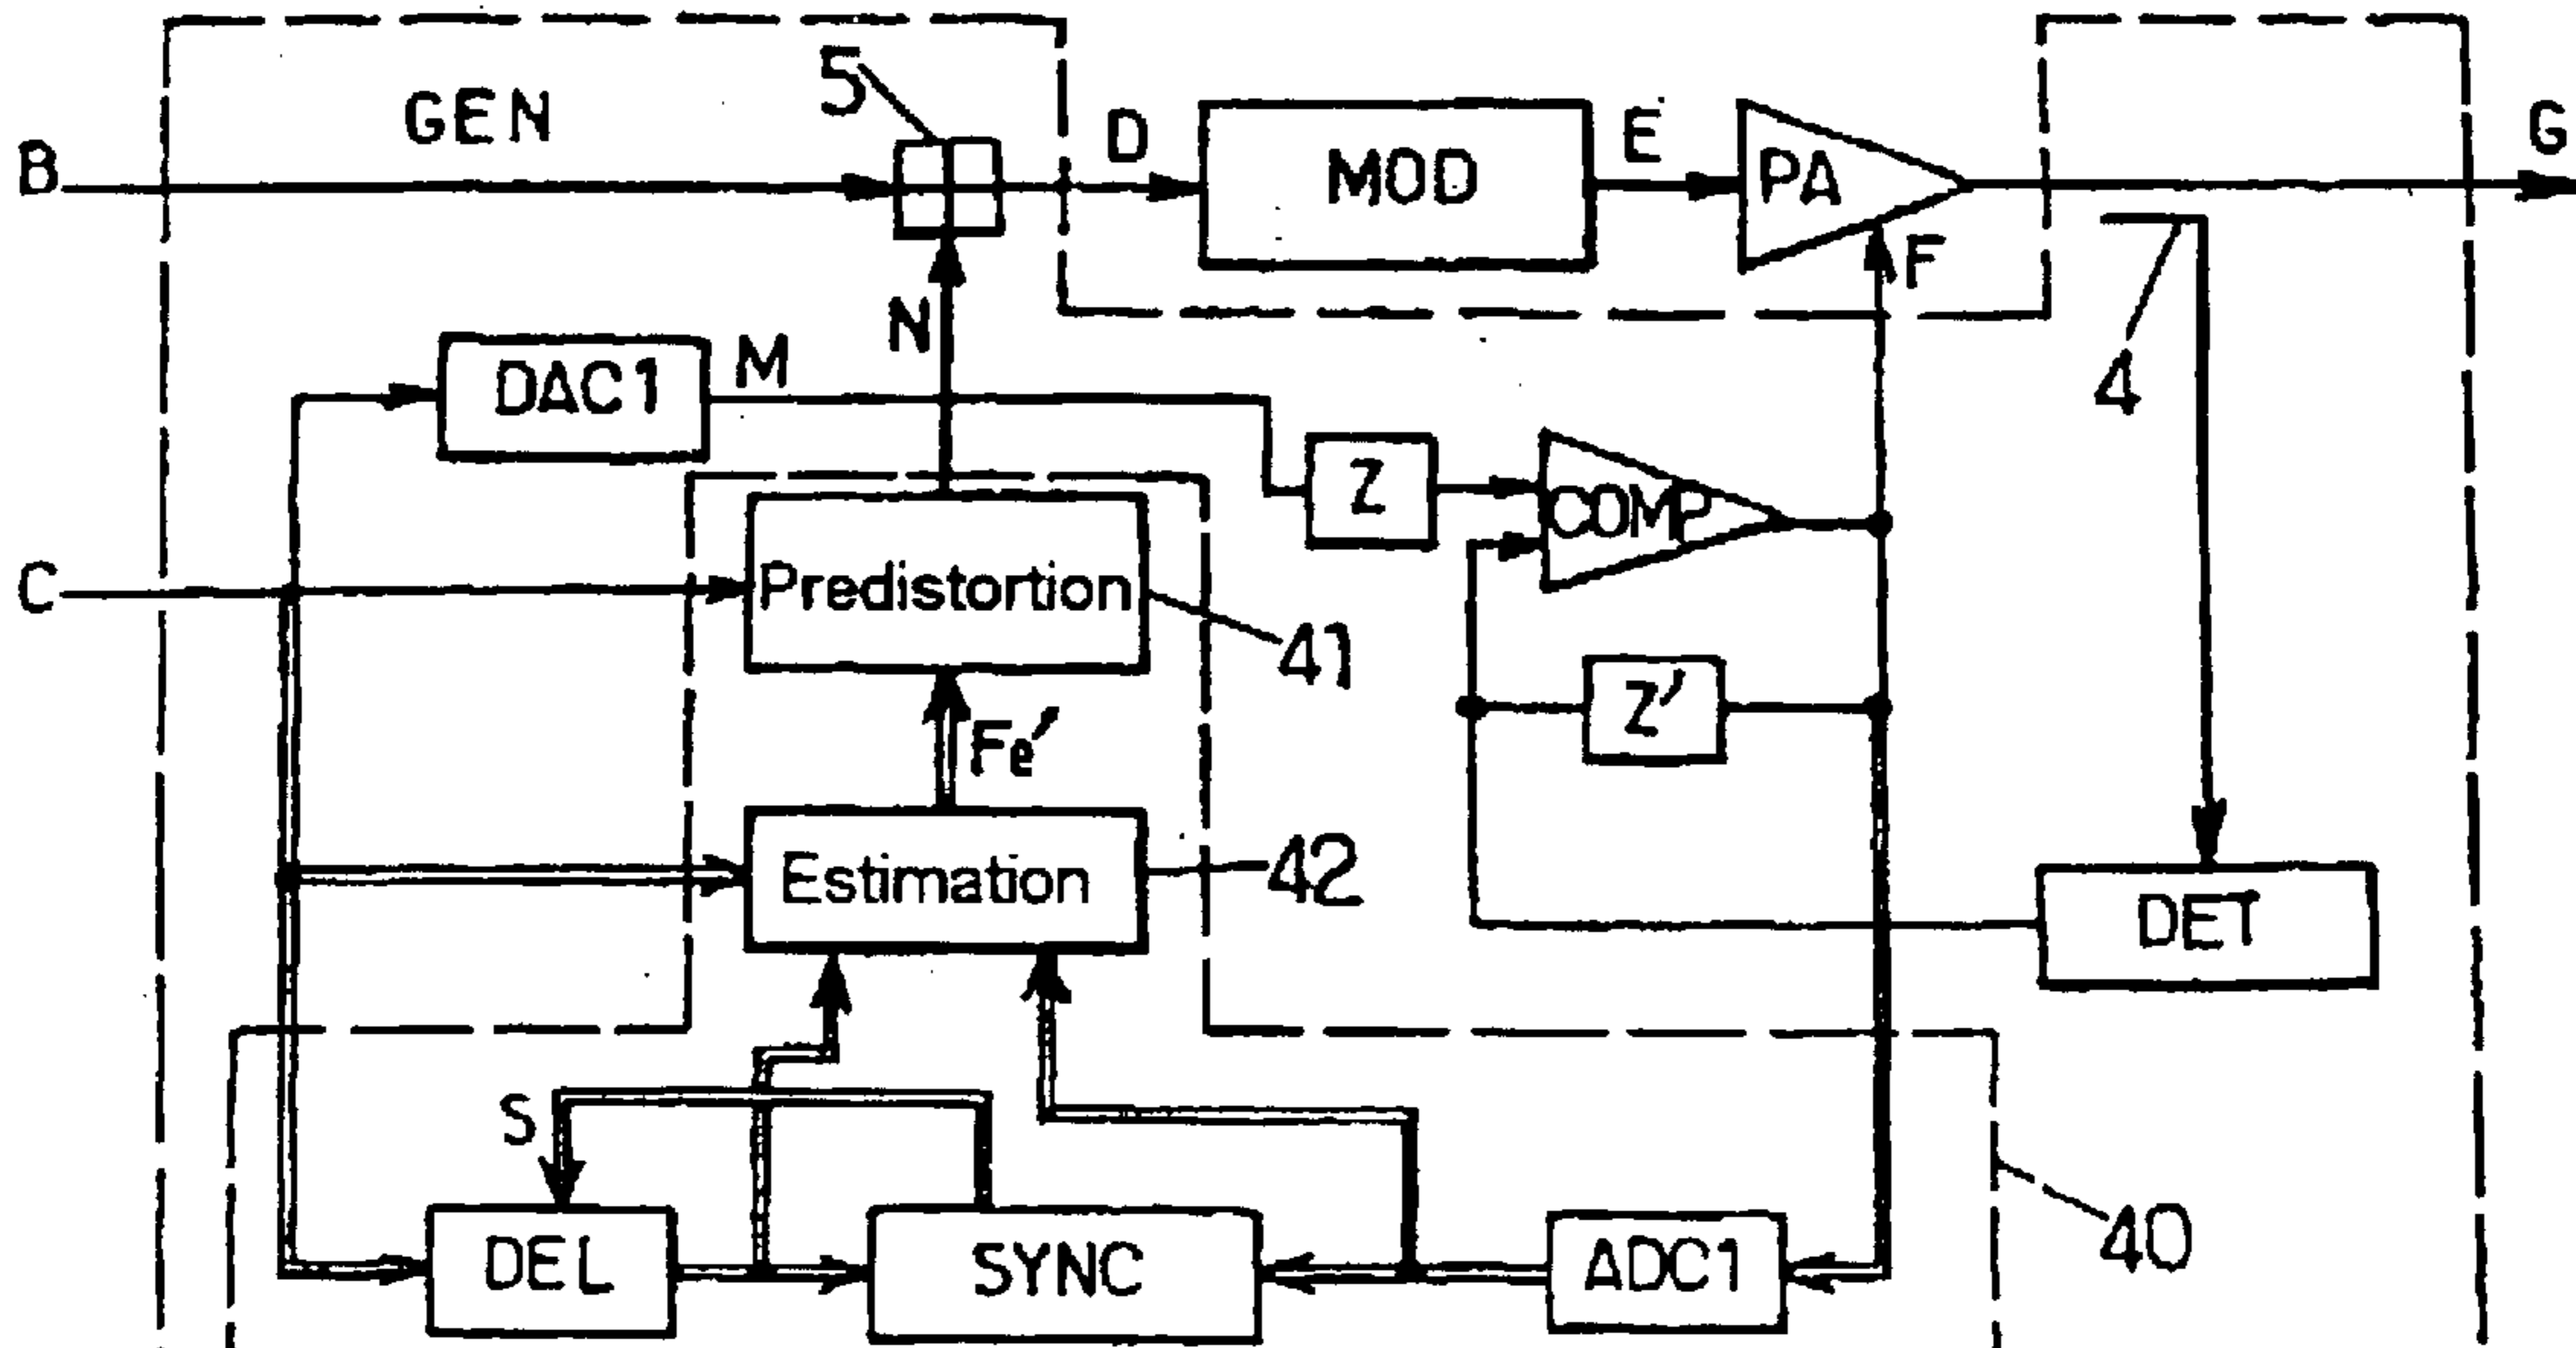 GEN
5
B
D
MOD
E
PA
G
F
N
4
DAC1
M
Z
COMP
C
Predistortion
41
Z'
Fe'
Estimation
42
DET
S
DEL
SYNC
ADC1
40